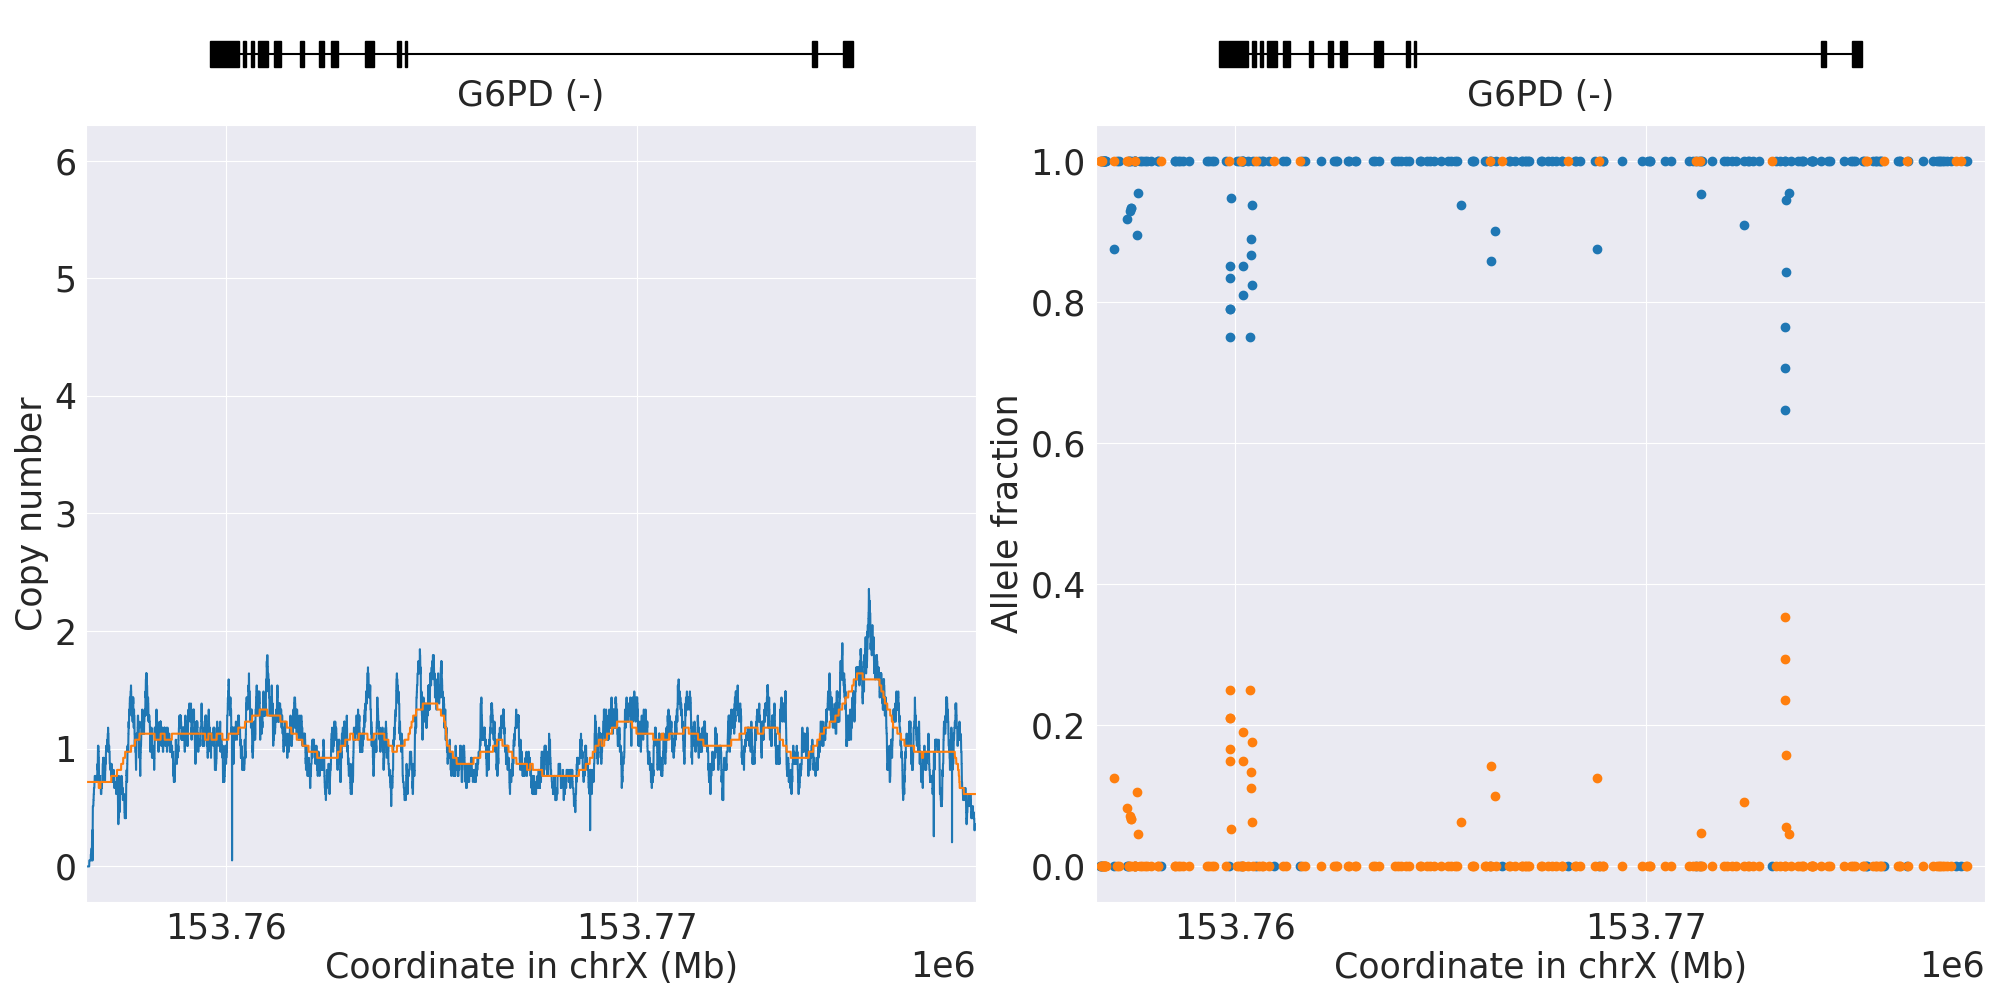 G6PD (-)
G6PD (-)
Copy number
6
5
4
3
2
1
0
153.76
153.77
Coordinate in chrX (Mb)
1e6
Allele fraction
1.0
0.8
0.6
0.4
0.2
0.0
153.76
153.77
Coordinate in chrX (Mb)
1e6